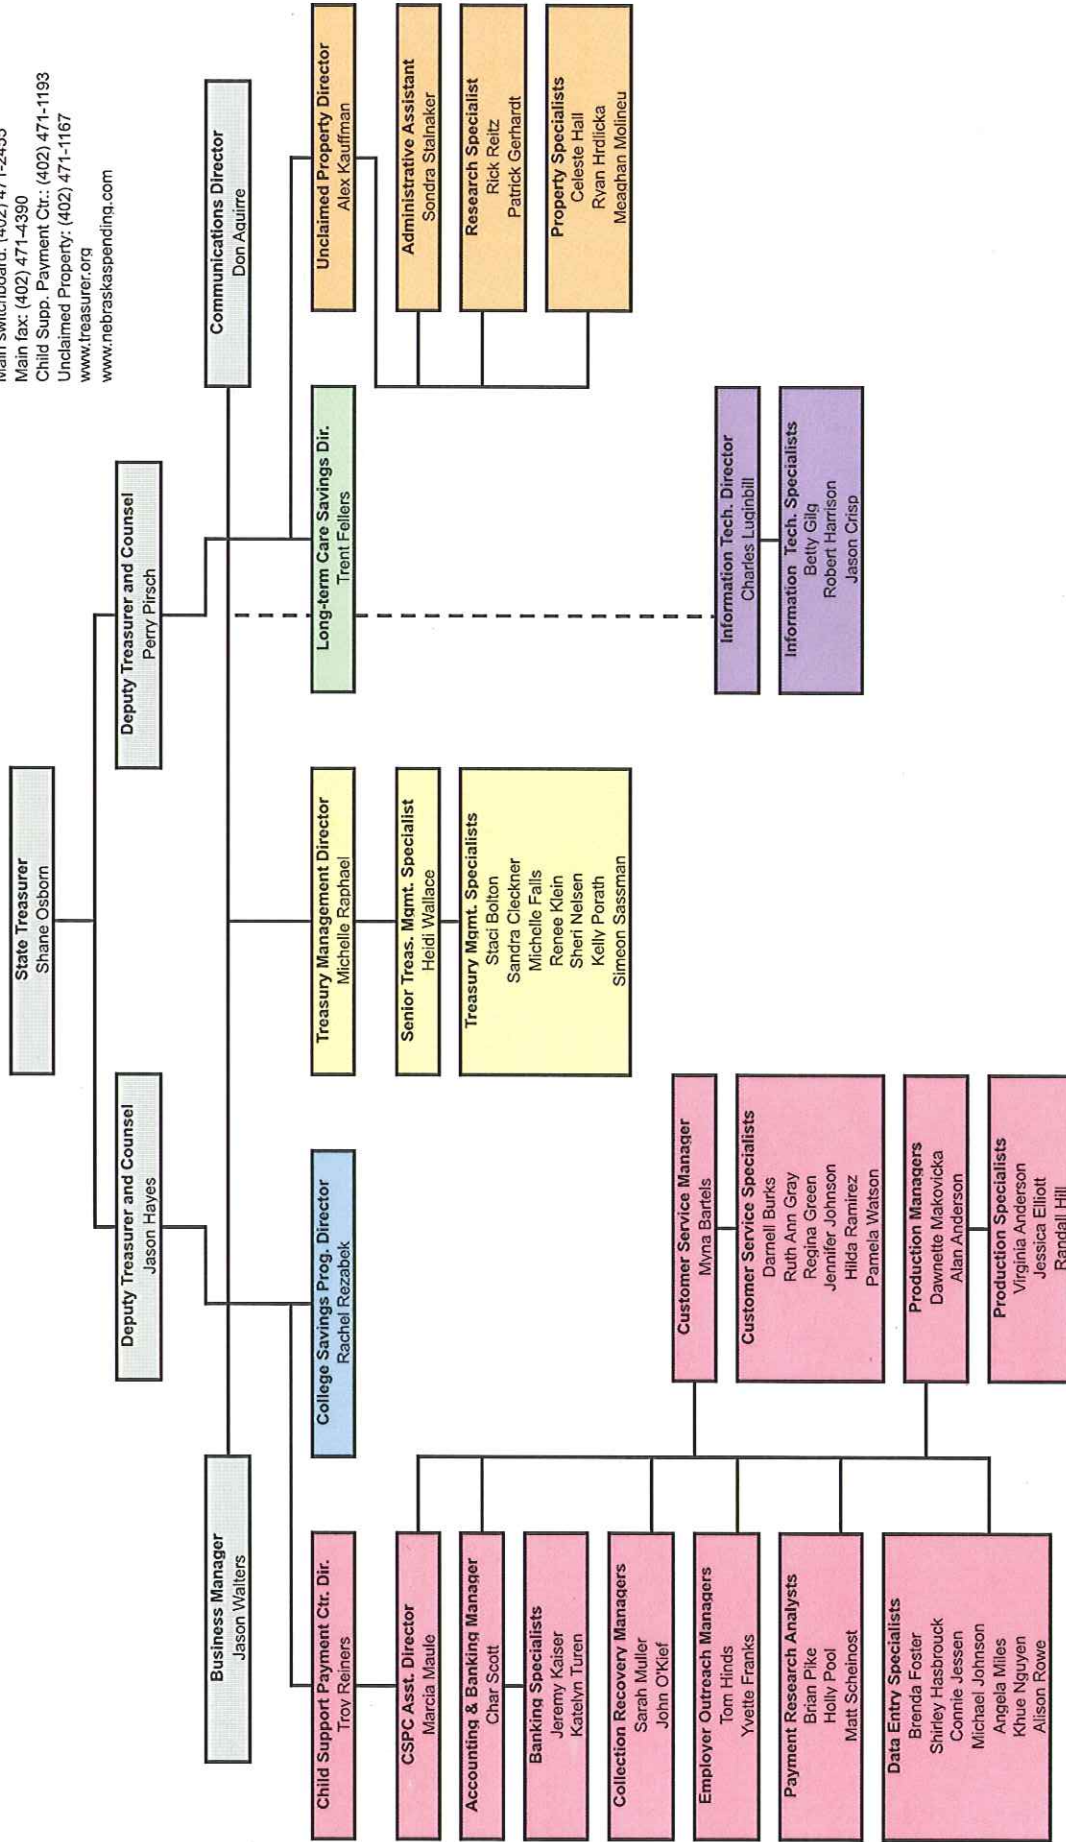 Main fax: (402) 471-4390
Child Supp. Payment Ctr.: (402) 471-1193
Unclaimed Property: (402) 471-1167
www.treasurer.org
www.nebraskaspending.com
State Treasurer
Shane Osborn
Deputy Treasurer and Counsel
Jason Hayes
Deputy Treasurer and Counsel
Perry Pirsch
Business Manager
Jason Walters
Communications Director
Don Aguirre
Child Support Payment Ctr. Dir.
Troy Reiners
College Savings Prog. Director
Rachel Rezabek
Treasury Management Director
Michelle Raphael
Long-term Care Savings Dir.
Trent Fellers
Unclaimed Property Director
Alex Kauffman
CSPC Asst. Director
Marcia Maule
Accounting & Banking Manager
Char Scott
Banking Specialists
Jeremy Kaiser
Katelyn Turen
Collection Recovery Managers
Sarah Muller
John O'Kief
Employer Outreach Managers
Tom Hinds
Yvette Franks
Payment Research Analysts
Brian Pike
Holly Pool
Matt Scheinost
Data Entry Specialists
Brenda Foster
Shirley Hasbrouck
Connie Jessen
Michael Johnson
Angela Miles
Khue Nguyen
Alison Rowe
Customer Service Manager
Myna Bartels
Customer Service Specialists
Darnell Burks
Ruth Ann Gray
Regina Green
Jennifer Johnson
Hilda Ramirez
Pamela Watson
Production Managers
Dawnette Makovicka
Alan Anderson
Production Specialists
Virginia Anderson
Jessica Elliott
Randall Hill
Senior Treas. Mgmt. Specialist
Heidi Wallace
Treasury Mgmt. Specialists
Staci Bolton
Sandra Cleckner
Michelle Falls
Renee Klein
Sheri Nelsen
Kelly Porath
Simeon Sassman
Information Tech. Director
Charles Luginbill
Information Tech. Specialists
Betty Gilg
Robert Harrison
Jason Crisp
Administrative Assistant
Sondra Stalnaker
Research Specialist
Rick Reitz
Patrick Gerhardt
Property Specialists
Celeste Hall
Ryan Hrdlicka
Meaghan Molineu